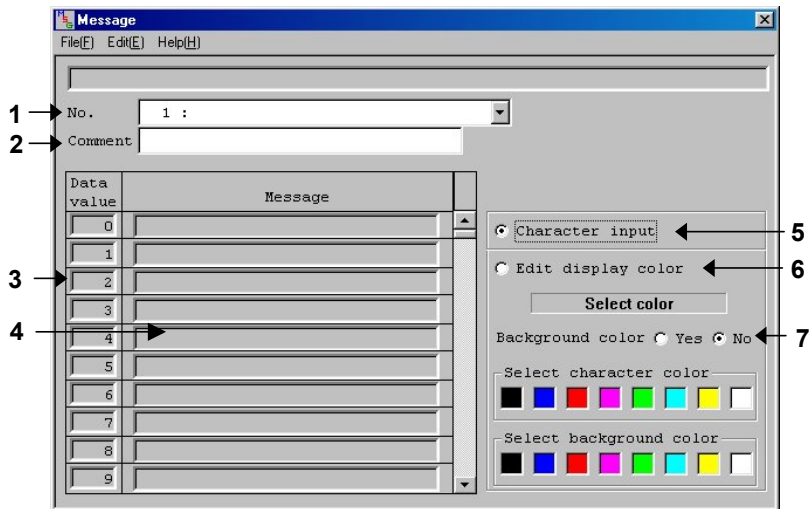 MSG Message
File(F) Edit(E) Help(H)
1 No. 1 :
2 Comment
Data value Message
0
1
3 2
3
4 4
5
6
7
8
9
Character input 5
Edit display color 6
Select color
Background color Yes No 7
Select character color
Select background color